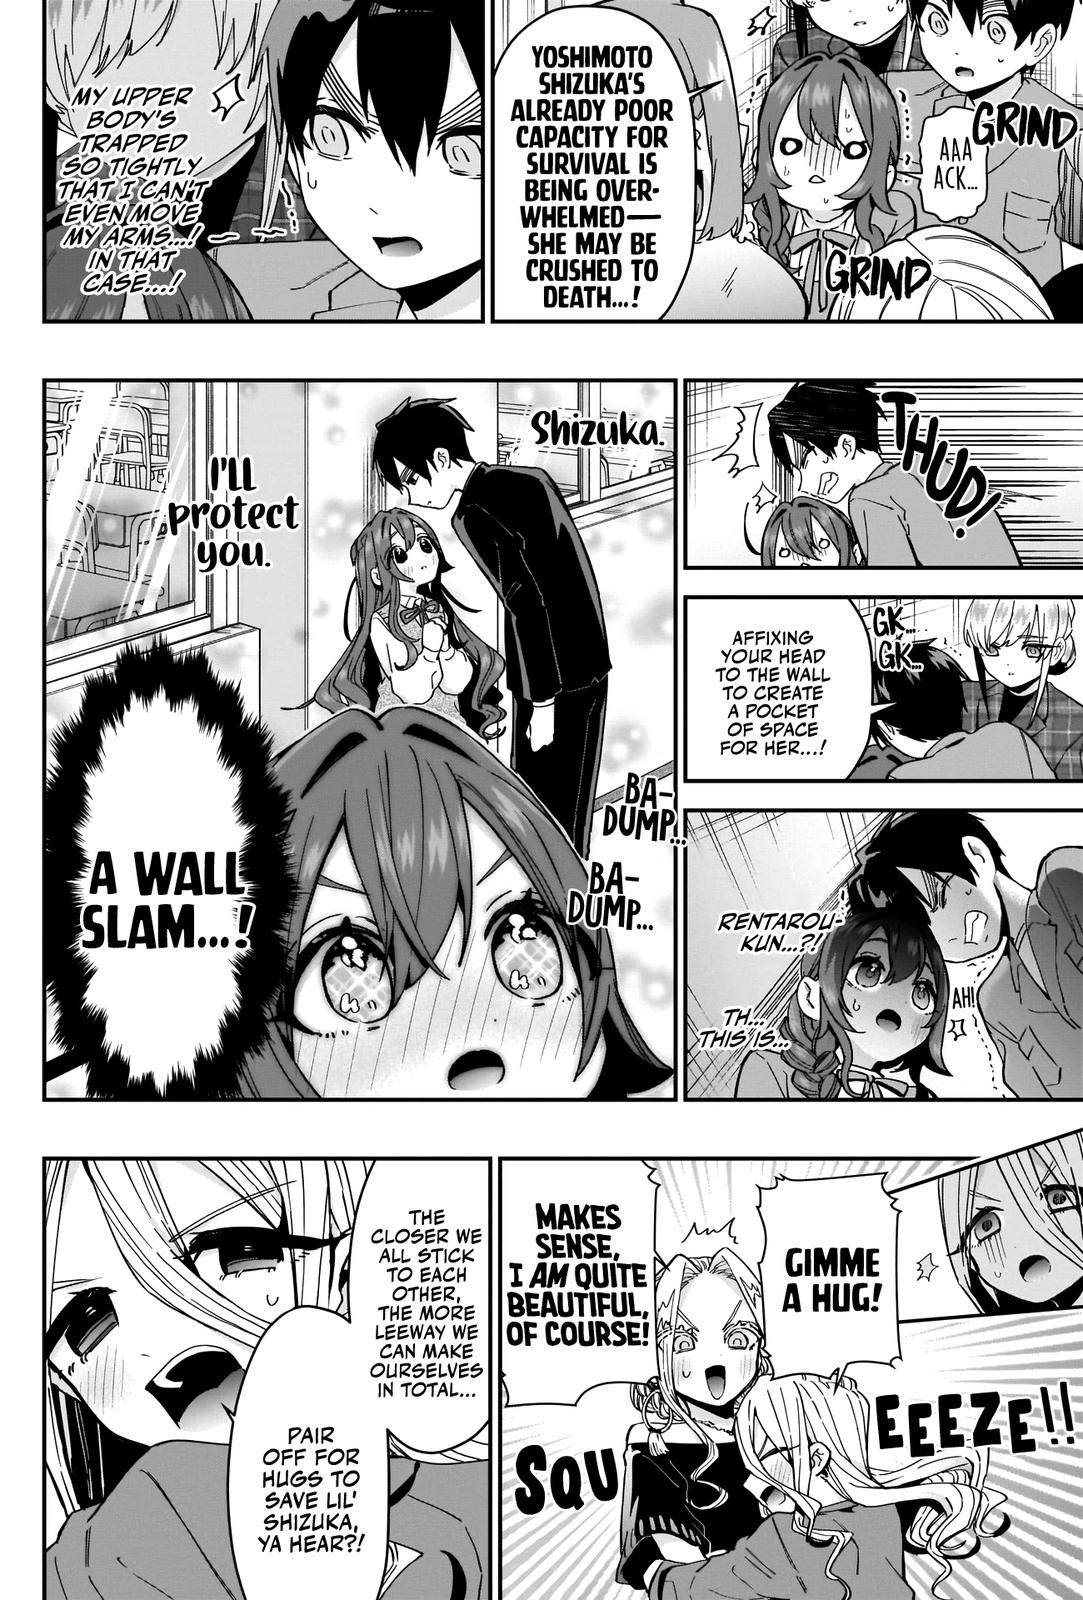 GRIND
AAA
ACK...
GRIND
YOSHIMOTO
SHIZUKA'S
ALREADY POOR
CAPACITY FOR
SURVIVAL IS
BEING OVER-
WHELMED—
SHE MAY BE
CRUSHED TO
DEATH...!
MY UPPER
BODY'S
TRAPPED
SO TIGHTLY
THAT I CAN'T
EVEN MOVE
MY ARMS...!
IN THAT
CASE...!
THUD!
GK...
GK...
AFFIXING
YOUR HEAD
TO THE WALL
TO CREATE
A POCKET
OF SPACE
FOR HER...!
RENTAROU-
KUN...?!
AH!
TH...
THIS IS...
Shizuka.
I'll
protect
you.
BA-
DUMP...
BA-
DUMP...
A WALL
SLAM...!
GIMME
A HUG!
MAKES
SENSE,
I AM QUITE
BEAUTIFUL,
OF COURSE!
SQUEEEEZE!!
THE
CLOSER WE
ALL STICK
TO EACH
OTHER,
THE MORE
LEEWAY WE
CAN MAKE
OURSELVES
IN TOTAL...
PAIR
OFF FOR
HUGS TO
SAVE LIL'
SHIZUKA,
YA HEAR?!